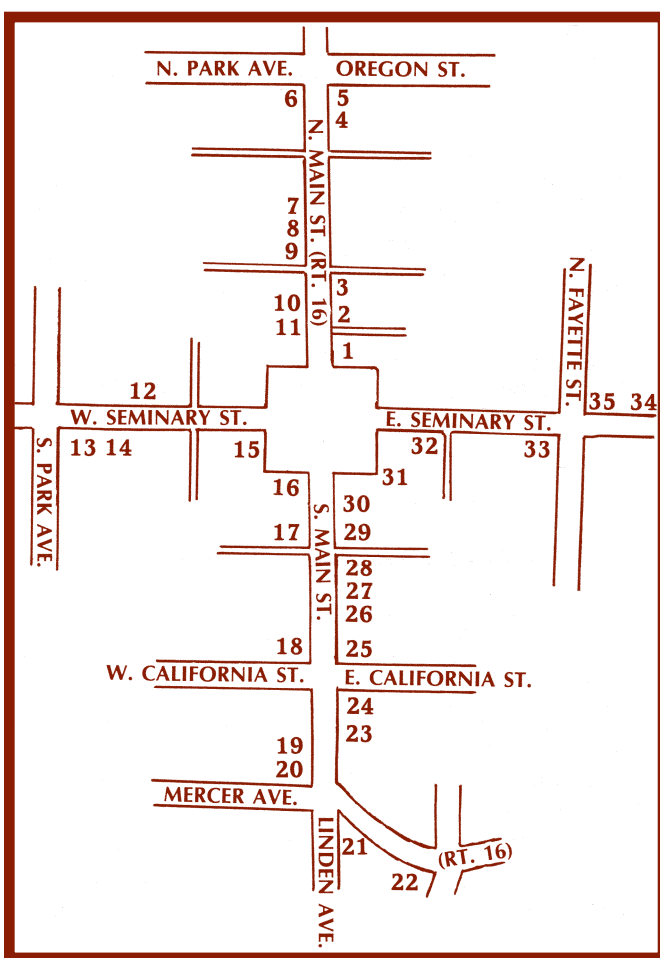 N. PARK AVE. OREGON ST.
6 5
4
N. MAIN ST. (RT. 16)
7
8
9
3
10 2
11
1
N. FAYETTE ST.
12
35 34
W. SEMINARY ST. E. SEMINARY ST.
13 14 15 32 33
S. PARK AVE.
31
16
30
17 29
S. MAIN ST.
28
27
26
18 25
W. CALIFORNIA ST. E. CALIFORNIA ST.
24
23
19
20
MERCER AVE.
21
(RT. 16)
22
LINDEN AVE.